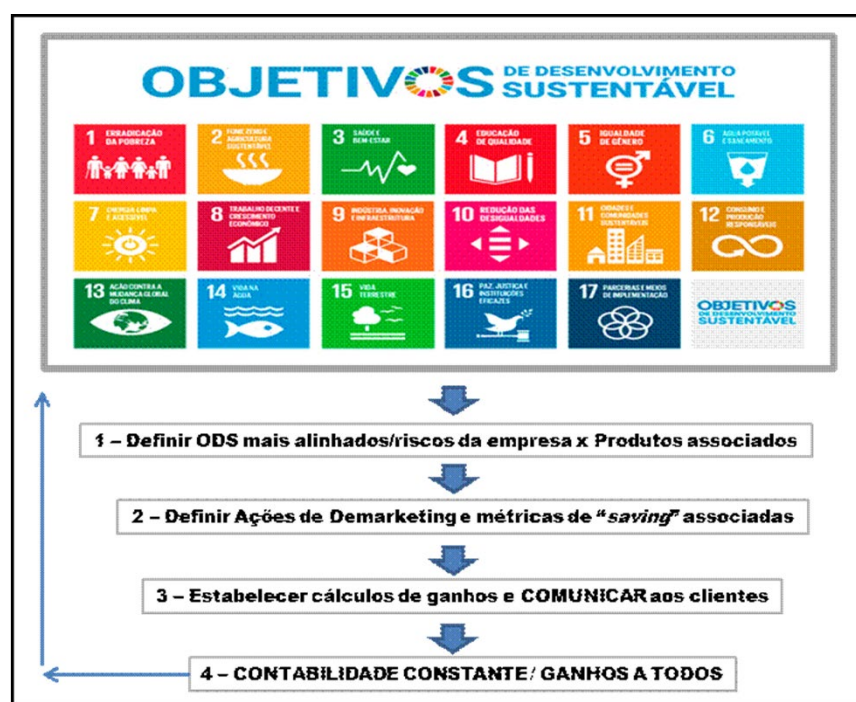 OBJETIVOS DE DESENVOLVIMENTO
SUSTENTÁVEL
1 ERRADICAÇÃO
DA POBREZA
2 FOME ZERO E
AGRICULTURA
SUSTENTÁVEL
3 SAÚDE E
BEM-ESTAR
4 EDUCAÇÃO
DE QUALIDADE
5 IGUALDADE
DE GÊNERO
6 ÁGUA POTÁVEL
E SANEAMENTO
7 ENERGIA LIMPA
E ACESSÍVEL
8 TRABALHO DECENTE E
CRESCIMENTO
ECONÔMICO
9 INDÚSTRIA, INOVAÇÃO
E INFRAESTRUTURA
10 REDUÇÃO DAS
DESIGUALDADES
11 CIDADES E
COMUNIDADES
SUSTENTÁVEIS
12 CONSUMO E
PRODUÇÃO
RESPONSÁVEIS
13 AÇÃO CONTRA A
MUDANÇA GLOBAL
DO CLIMA
14 VIDA NA
ÁGUA
15 VIDA
TERRESTRE
16 PAZ, JUSTIÇA E
INSTITUIÇÕES
EFICAZES
17 PARCERIAS E MEIOS
DE IMPLEMENTAÇÃO
OBJETIVOS
DE DESENVOLVIMENTO
SUSTENTÁVEL
1 – Definir ODS mais alinhados/riscos da empresa x Produtos associados
2 – Definir Ações de Demarketing e métricas de “saving” associadas
3 – Estabelecer cálculos de ganhos e COMUNICAR aos clientes
4 – CONTABILIDADE CONSTANTE/ GANHOS A TODOS